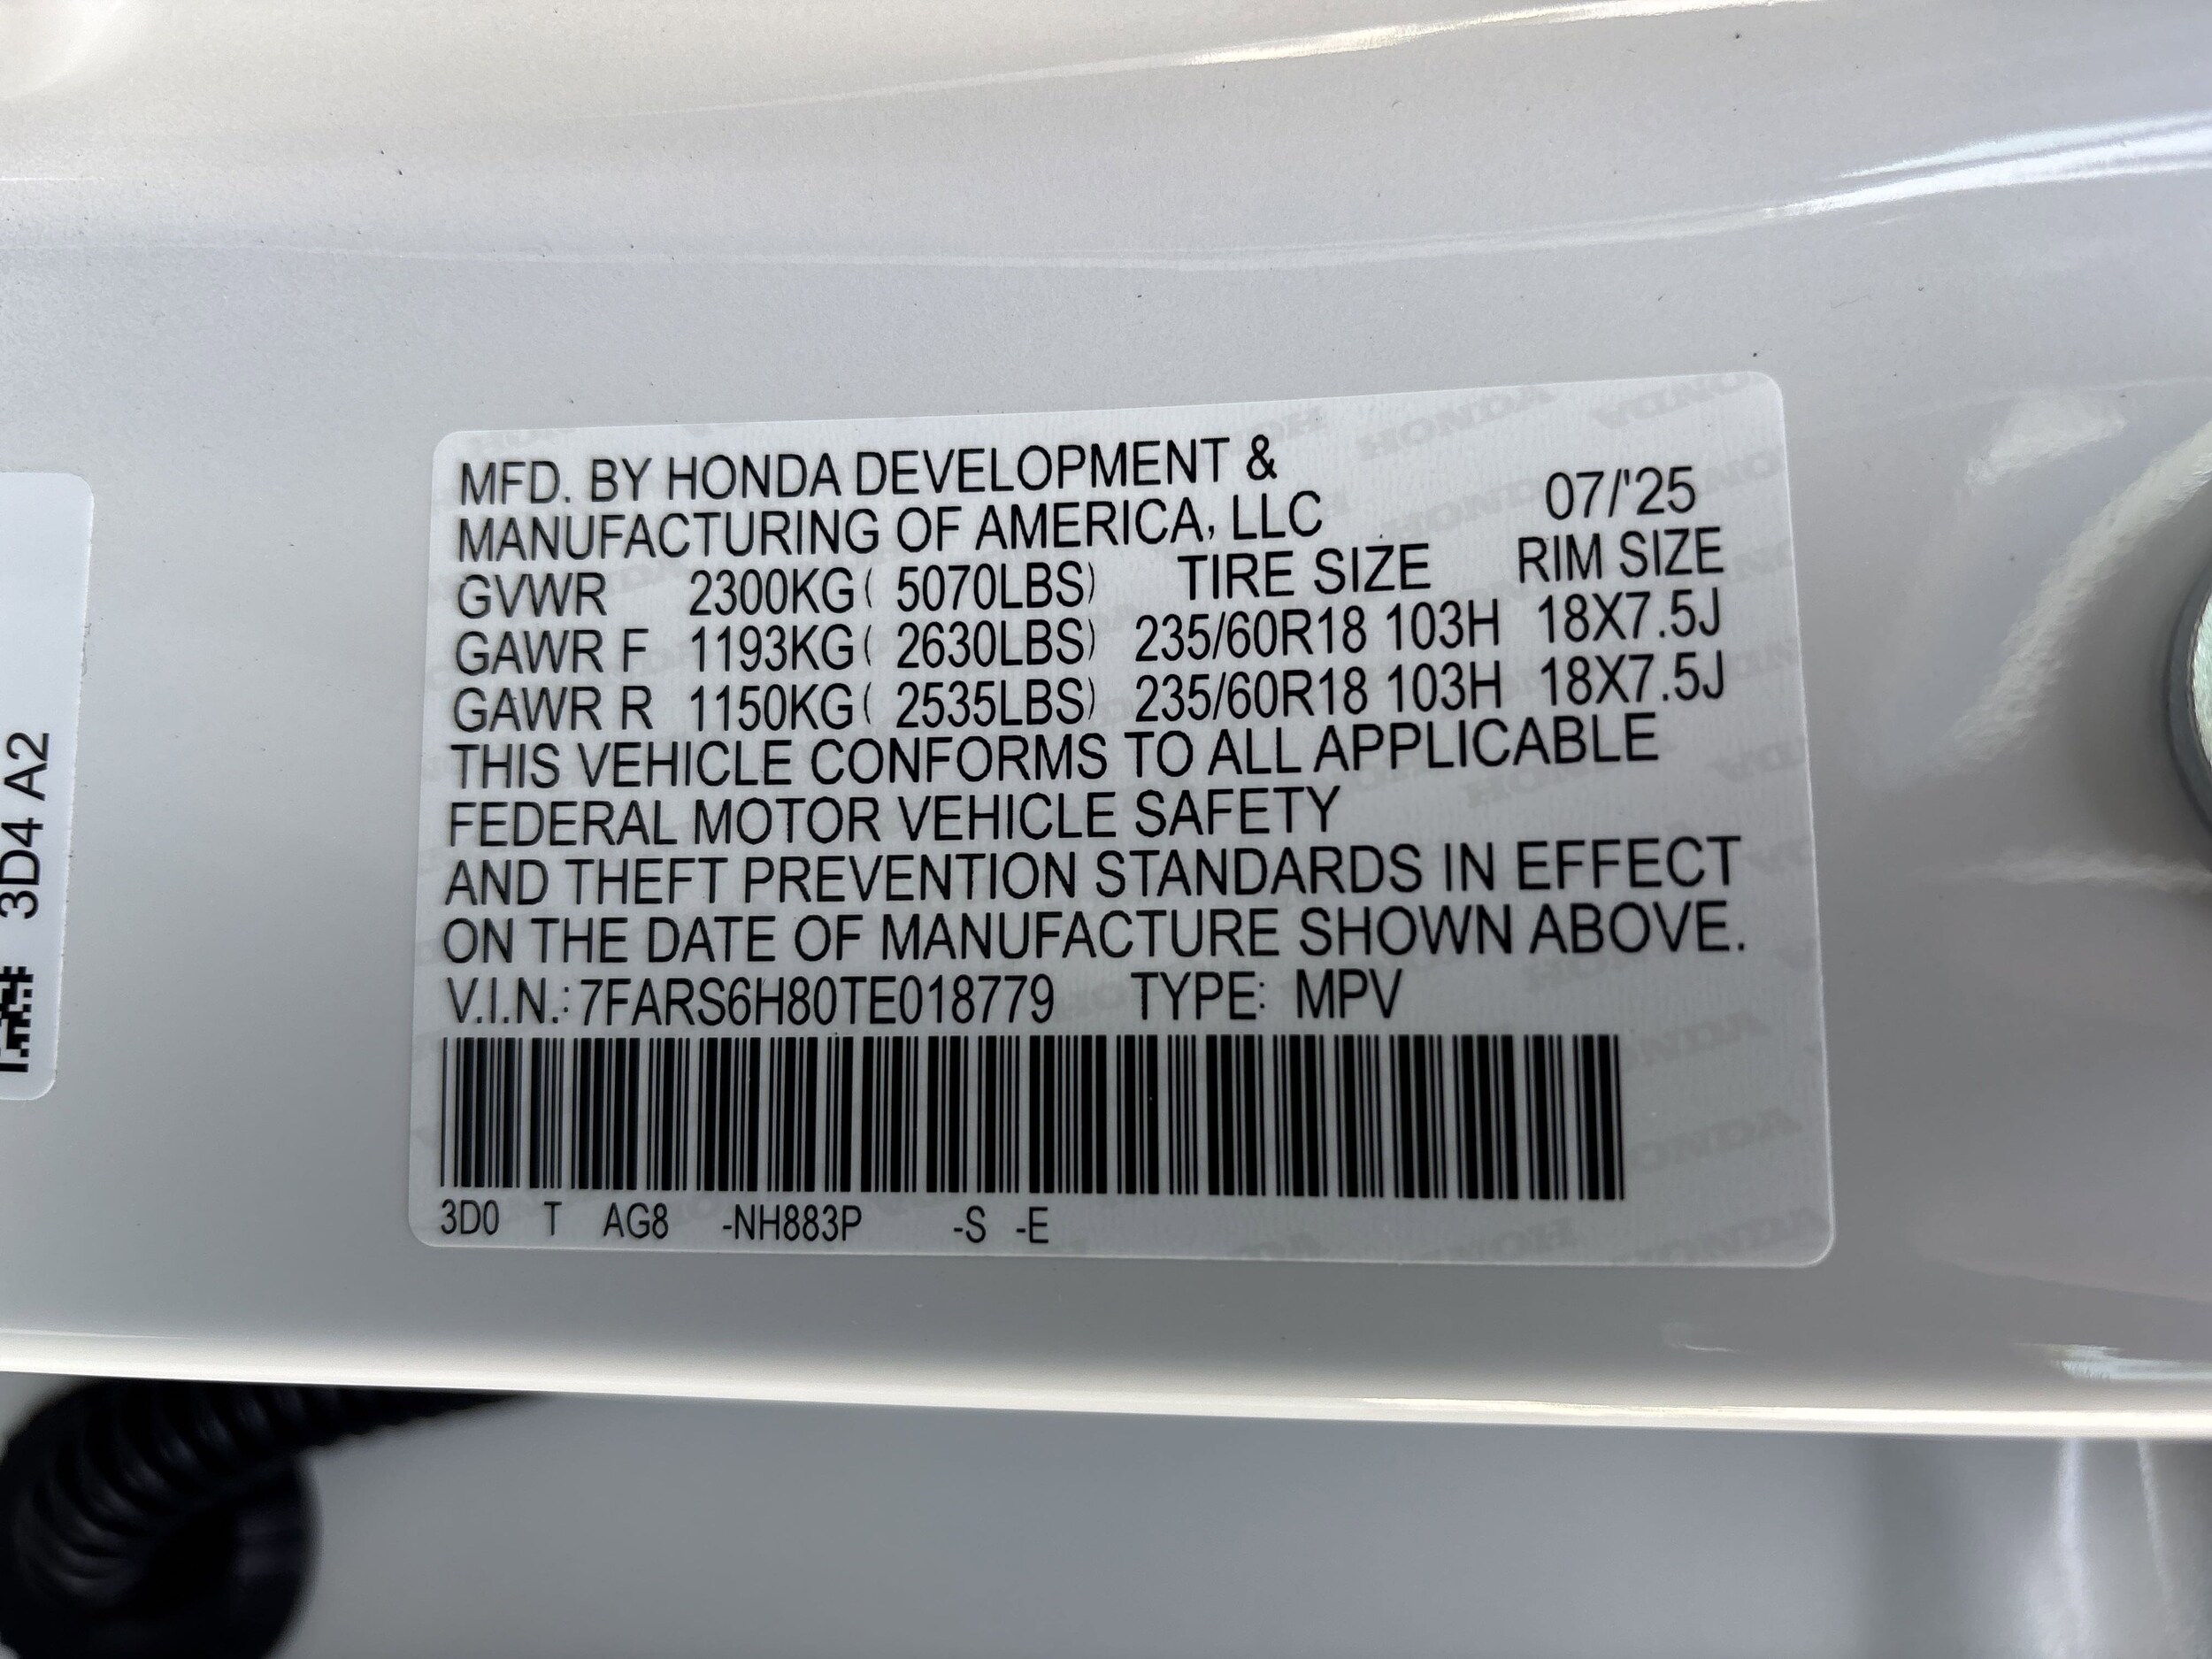 MFD. BY HONDA DEVELOPMENT &
MANUFACTURING OF AMERICA, LLC 07/'25
GVWR 2300KG( 5070LBS) TIRE SIZE RIM SIZE
GAWR F 1193KG( 2630LBS) 235/60R18 103H 18X7.5J
GAWR R 1150KG( 2535LBS) 235/60R18 103H 18X7.5J
THIS VEHICLE CONFORMS TO ALL APPLICABLE
FEDERAL MOTOR VEHICLE SAFETY
AND THEFT PREVENTION STANDARDS IN EFFECT
ON THE DATE OF MANUFACTURE SHOWN ABOVE.
V.I.N.: 7FARS6H80TE018779 TYPE: MPV
3D0 T AG8 -NH883P -S -E
3D4 A2